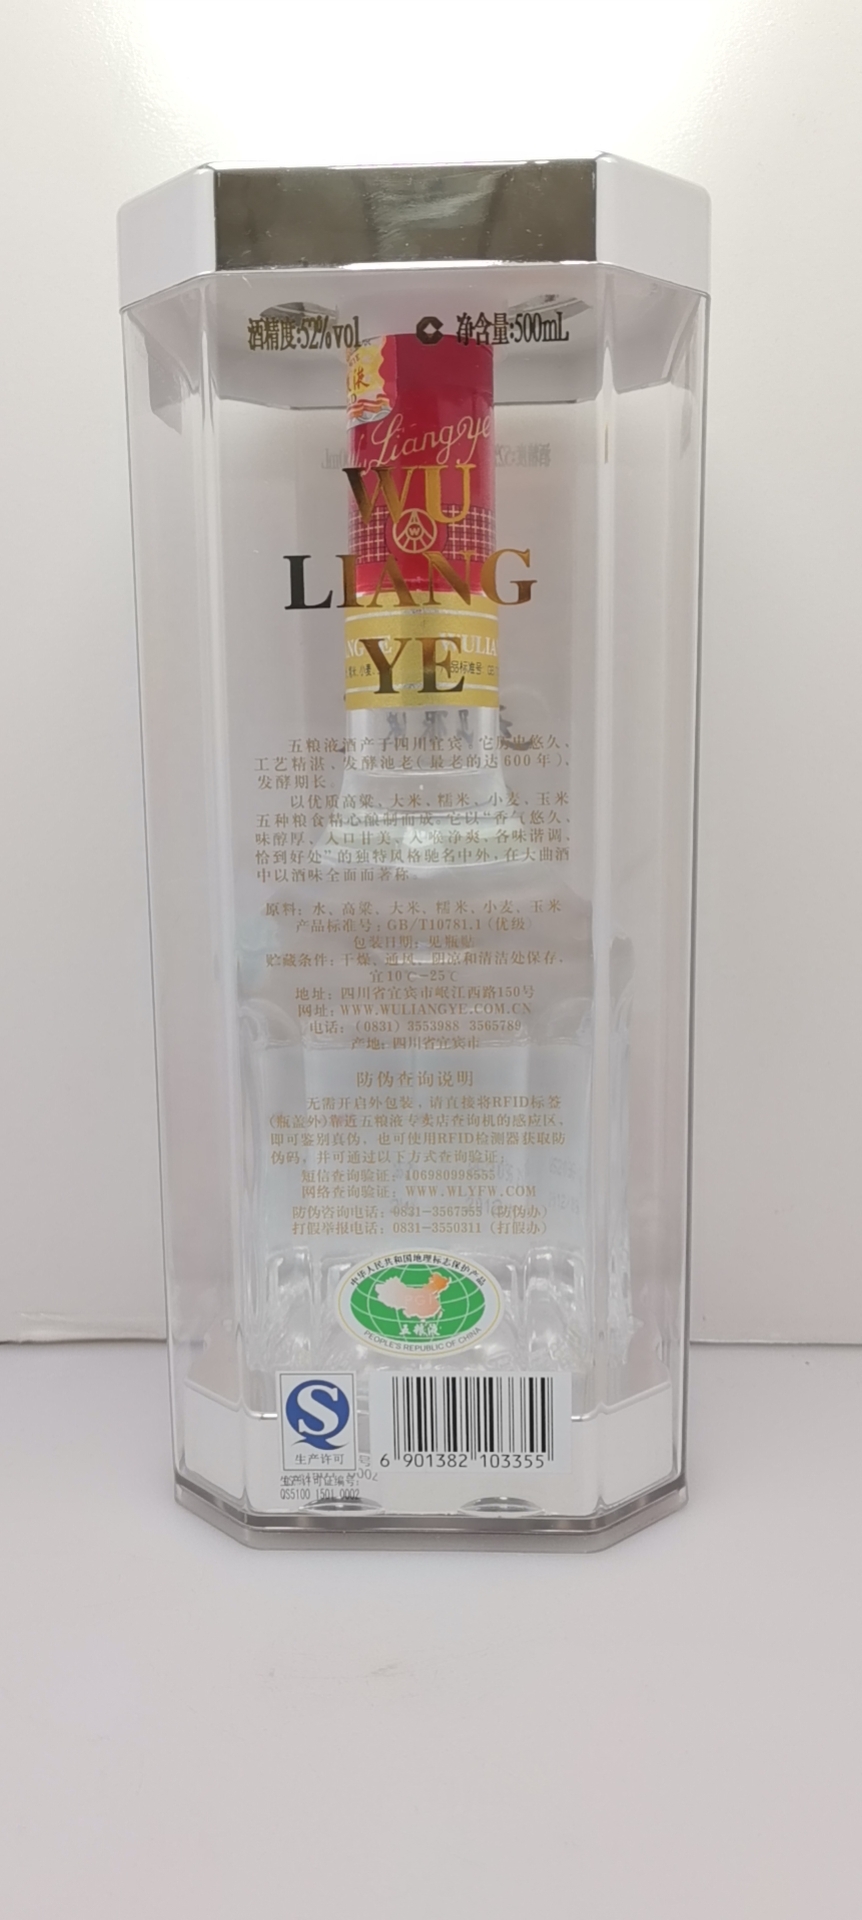 酒精度:52%vol 净含量:500mL
Liangye
WU
LIANG
YE
五粮液酒产于四川宜宾。它历史悠久、
工艺精湛、发酵池老(最老的达600年)、
发酵期长。
以优质高粱、大米、糯米、小麦、玉米
五种粮食精心酿制而成。它以“香气悠久、
味醇厚、入口甘美、入喉净爽、各味谐调、
恰到好处”的独特风格驰名中外,在大曲酒
中以酒味全面而著称。
原料: 水、高粱、大米、糯米、小麦、玉米
产品标准号: GB/T10781.1 (优级)
包装日期: 见瓶贴
贮藏条件: 干燥、通风、阴凉和清洁处保存,
宜10℃-25℃
地址: 四川省宜宾市岷江西路150号
网址: WWW.WULIANGYE.COM.CN
电话: (0831) 3553988 3565789
产地: 四川省宜宾市
防伪查询说明
无需开启外包装,请直接将RFID标签
(瓶盖外)靠近五粮液专卖店查询机的感应区,
即可鉴别真伪,也可使用RFID检测器获取防
伪码,并可通过以下方式查询验证:
短信查询验证: 106980998555
网络查询验证: WWW.WLYFW.COM
防伪咨询电话: 0831-3567555 (防伪办)
打假举报电话: 0831-3550311 (打假办)
中华人民共和国地理标志保护产品
五粮液
PEOPLE'S REPUBLIC OF CHINA
生产许可
生产许可证编号:
QS5100 1501 0002
6 901382 103355